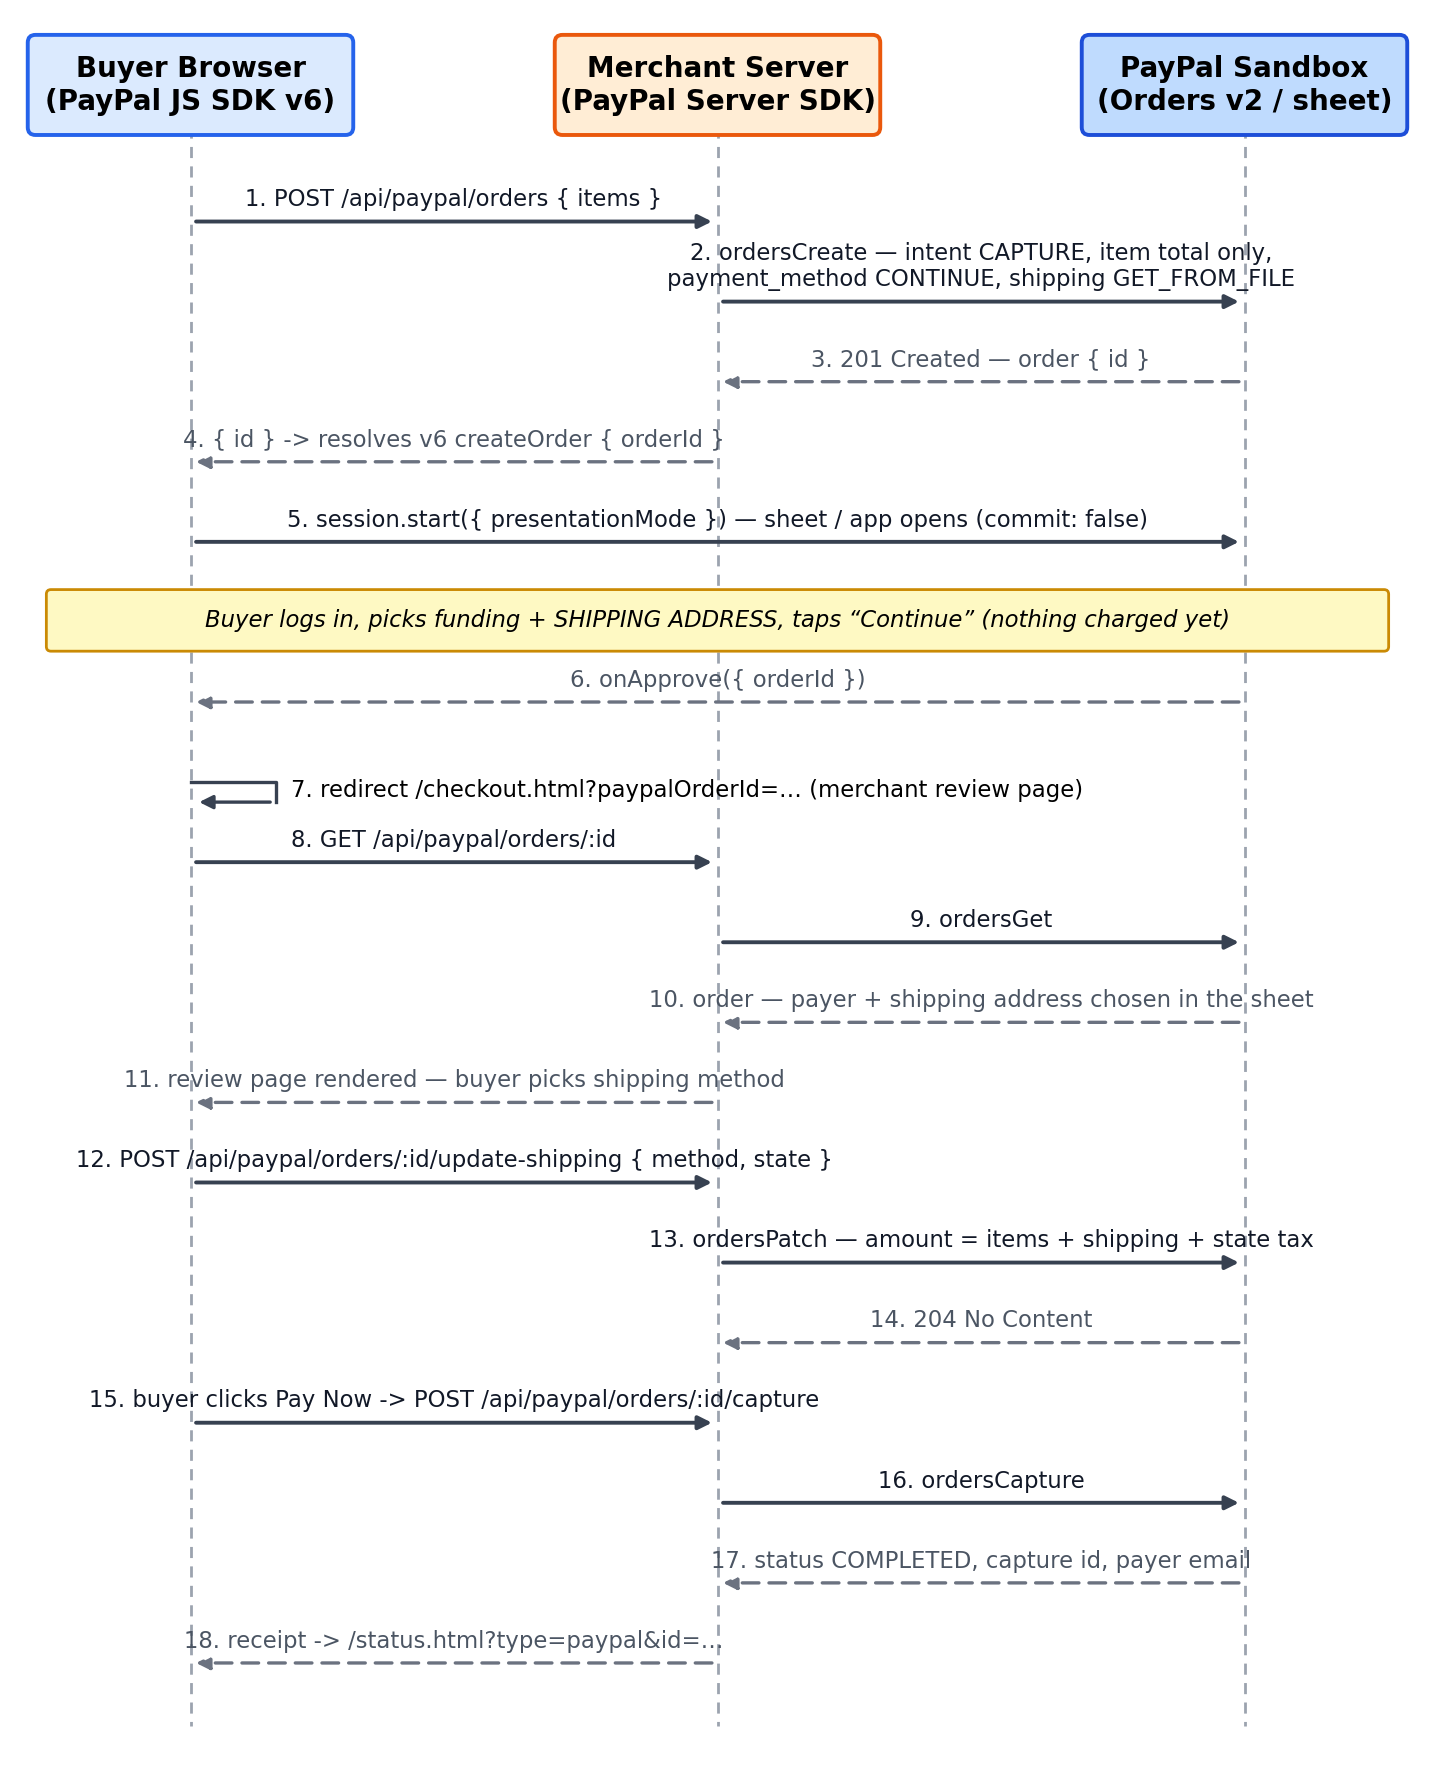 Buyer Browser
(PayPal JS SDK v6)
Merchant Server
(PayPal Server SDK)
PayPal Sandbox
(Orders v2 / sheet)
1. POST /api/paypal/orders { items }
2. ordersCreate — intent CAPTURE, item total only,
payment_method CONTINUE, shipping GET_FROM_FILE
3. 201 Created — order { id }
4. { id } -> resolves v6 createOrder { orderId }
5. session.start({ presentationMode }) — sheet / app opens (commit: false)
Buyer logs in, picks funding + SHIPPING ADDRESS, taps “Continue” (nothing charged yet)
6. onApprove({ orderId })
7. redirect /checkout.html?paypalOrderId=… (merchant review page)
8. GET /api/paypal/orders/:id
9. ordersGet
10. order — payer + shipping address chosen in the sheet
11. review page rendered — buyer picks shipping method
12. POST /api/paypal/orders/:id/update-shipping { method, state }
13. ordersPatch — amount = items + shipping + state tax
14. 204 No Content
15. buyer clicks Pay Now -> POST /api/paypal/orders/:id/capture
16. ordersCapture
17. status COMPLETED, capture id, payer email
18. receipt -> /status.html?type=paypal&id=…